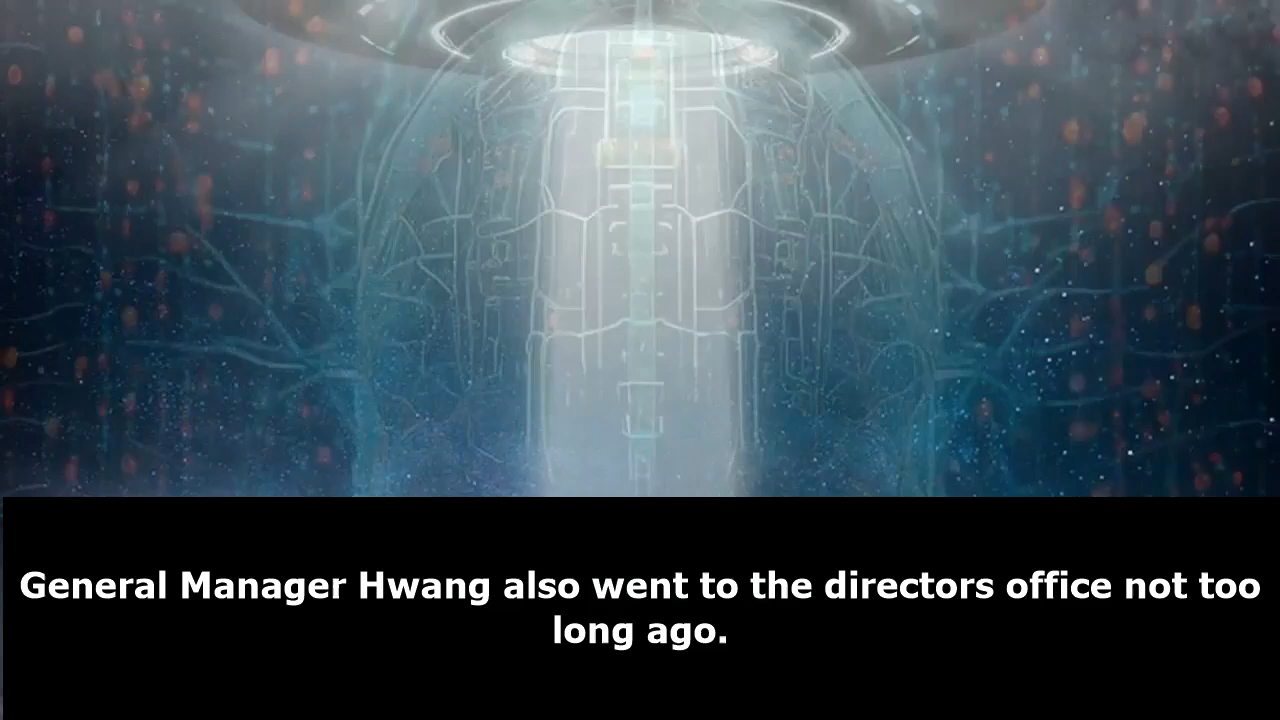 General Manager Hwang also went to the directors office not too
long ago.